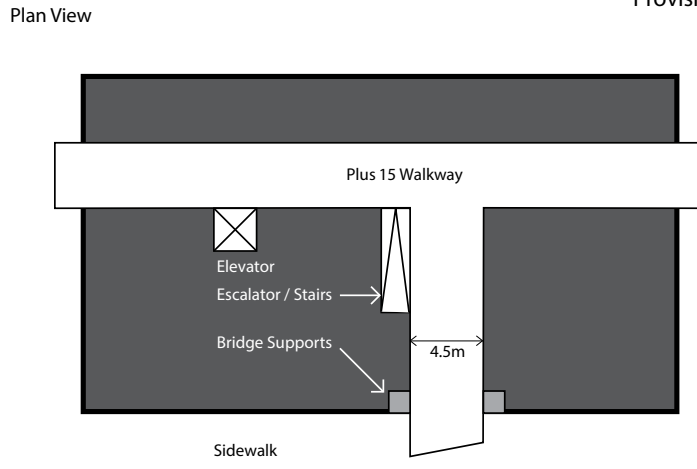 Plan View
Plus 15 Walkway
Elevator
Escalator / Stairs
Bridge Supports
4.5m
Sidewalk